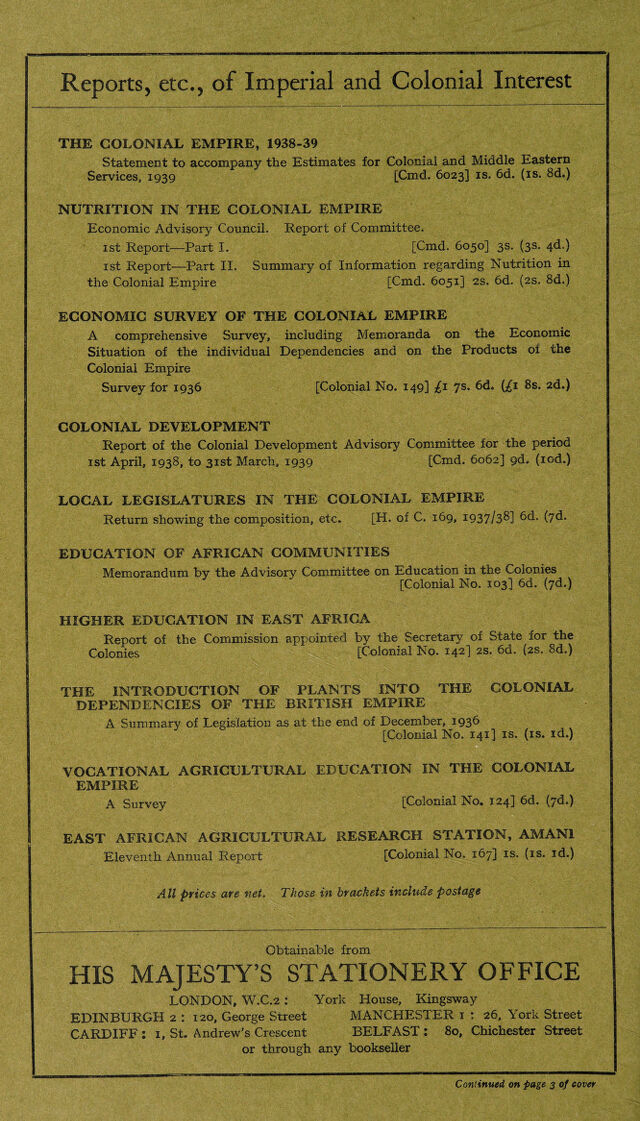 Reports, etc., of Imperial and Colonial Interest
THE COLONIAL EMPIRE, 1938-39
Statement to accompany the Estimates for Colonial and Middle Eastern
Services, 1939 [Cmd. 6023] 1s. 6d. (1s. 8d.)
NUTRITION IN THE COLONIAL EMPIRE
Economic Advisory Council. Report of Committee.
1st Report—Part I. [Cmd. 6050] 3s. (3s. 4d.)
1st Report—Part II. Summary of Information regarding Nutrition in
the Colonial Empire [Cmd. 6051] 2s. 6d. (2s. 8d.)
ECONOMIC SURVEY OF THE COLONIAL EMPIRE
A comprehensive Survey, including Memoranda on the Economic
Situation of the individual Dependencies and on the Products of the
Colonial Empire
Survey for 1936 [Colonial No. 149] £1 7s. 6d. (£1 8s. 2d.)
COLONIAL DEVELOPMENT
Report of the Colonial Development Advisory Committee for the period
1st April, 1938, to 31st March, 1939 [Cmd. 6062] 9d. (10d.)
LOCAL LEGISLATURES IN THE COLONIAL EMPIRE
Return showing the composition, etc. [H. of C. 169, 1937/38] 6d. (7d.
EDUCATION OF AFRICAN COMMUNITIES
Memorandum by the Advisory Committee on Education in the Colonies
[Colonial No. 103] 6d. (7d.)
HIGHER EDUCATION IN EAST AFRICA
Report of the Commission appointed by the Secretary of State for the
Colonies [Colonial No. 142] 2s. 6d. (2s. 8d.)
THE INTRODUCTION OF PLANTS INTO THE COLONIAL
DEPENDENCIES OF THE BRITISH EMPIRE
A Summary of Legislation as at the end of December, 1936
[Colonial No. 141] 1s. (1s. 1d.)
VOCATIONAL AGRICULTURAL EDUCATION IN THE COLONIAL
EMPIRE
A Survey [Colonial No. 124] 6d. (7d.)
EAST AFRICAN AGRICULTURAL RESEARCH STATION, AMANI
Eleventh Annual Report [Colonial No. 167] 1s. (1s. 1d.)
All prices are net. Those in brackets include postage
Obtainable from
HIS MAJESTY'S STATIONERY OFFICE
LONDON, W.C.2 : York House, Kingsway
EDINBURGH 2 : 120, George Street MANCHESTER 1 : 26, York Street
CARDIFF : 1, St. Andrew's Crescent BELFAST : 80, Chichester Street
or through any bookseller
Continued on page 3 of cover